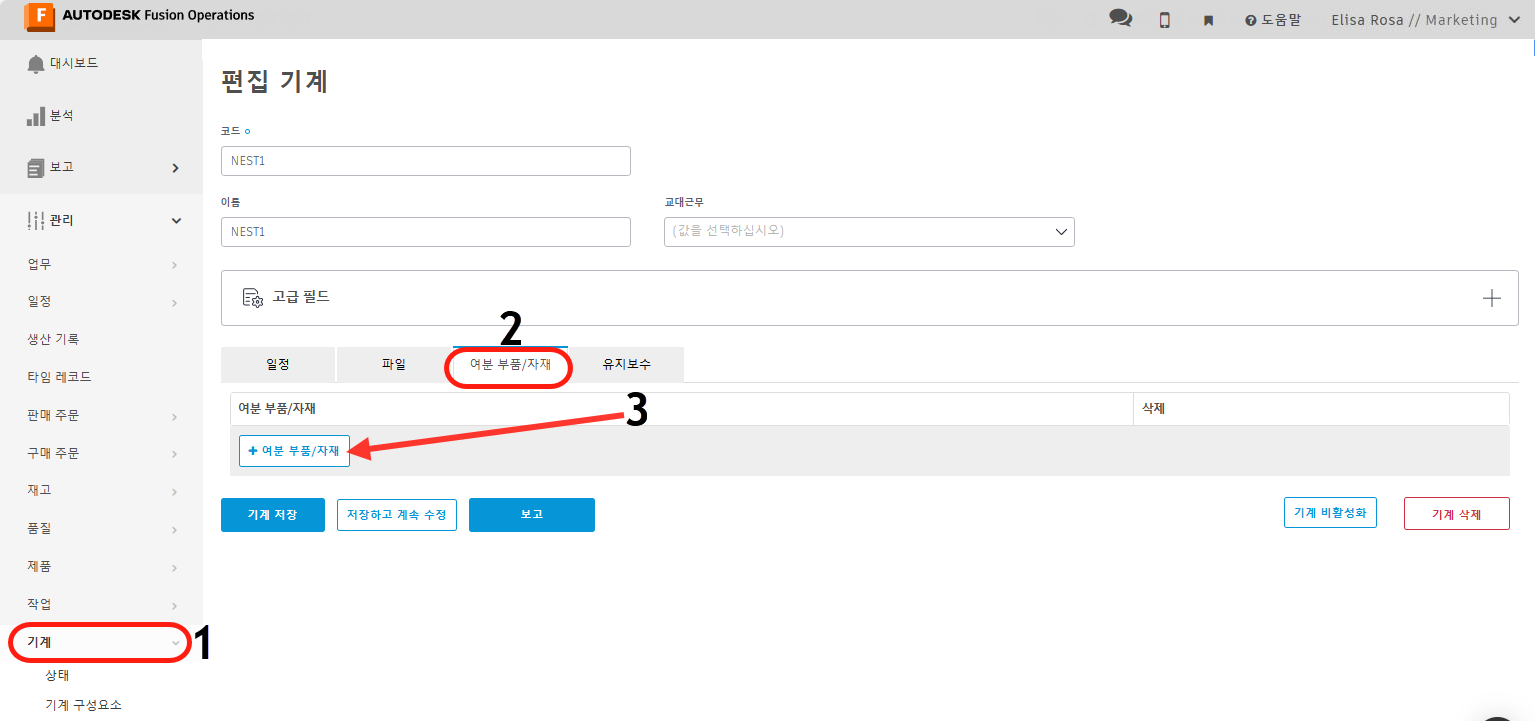 F AUTODESK Fusion Operations
도움말
Elisa Rosa // Marketing
대시보드
분석
보고
관리
업무
일정
생산 기록
타임 레코드
판매 주문
구매 주문
재고
품질
제품
작업
기계
1
상태
기계 구성요소
편집 기계
코드
NEST1
이름
교대근무
NEST1
(값을 선택하십시오)
고급 필드
2
일정
파일
여분 부품/자재
유지보수
3
여분 부품/자재
삭제
+ 여분 부품/자재
기계 저장
저장하고 계속 수정
보고
기계 비활성화
기계 삭제